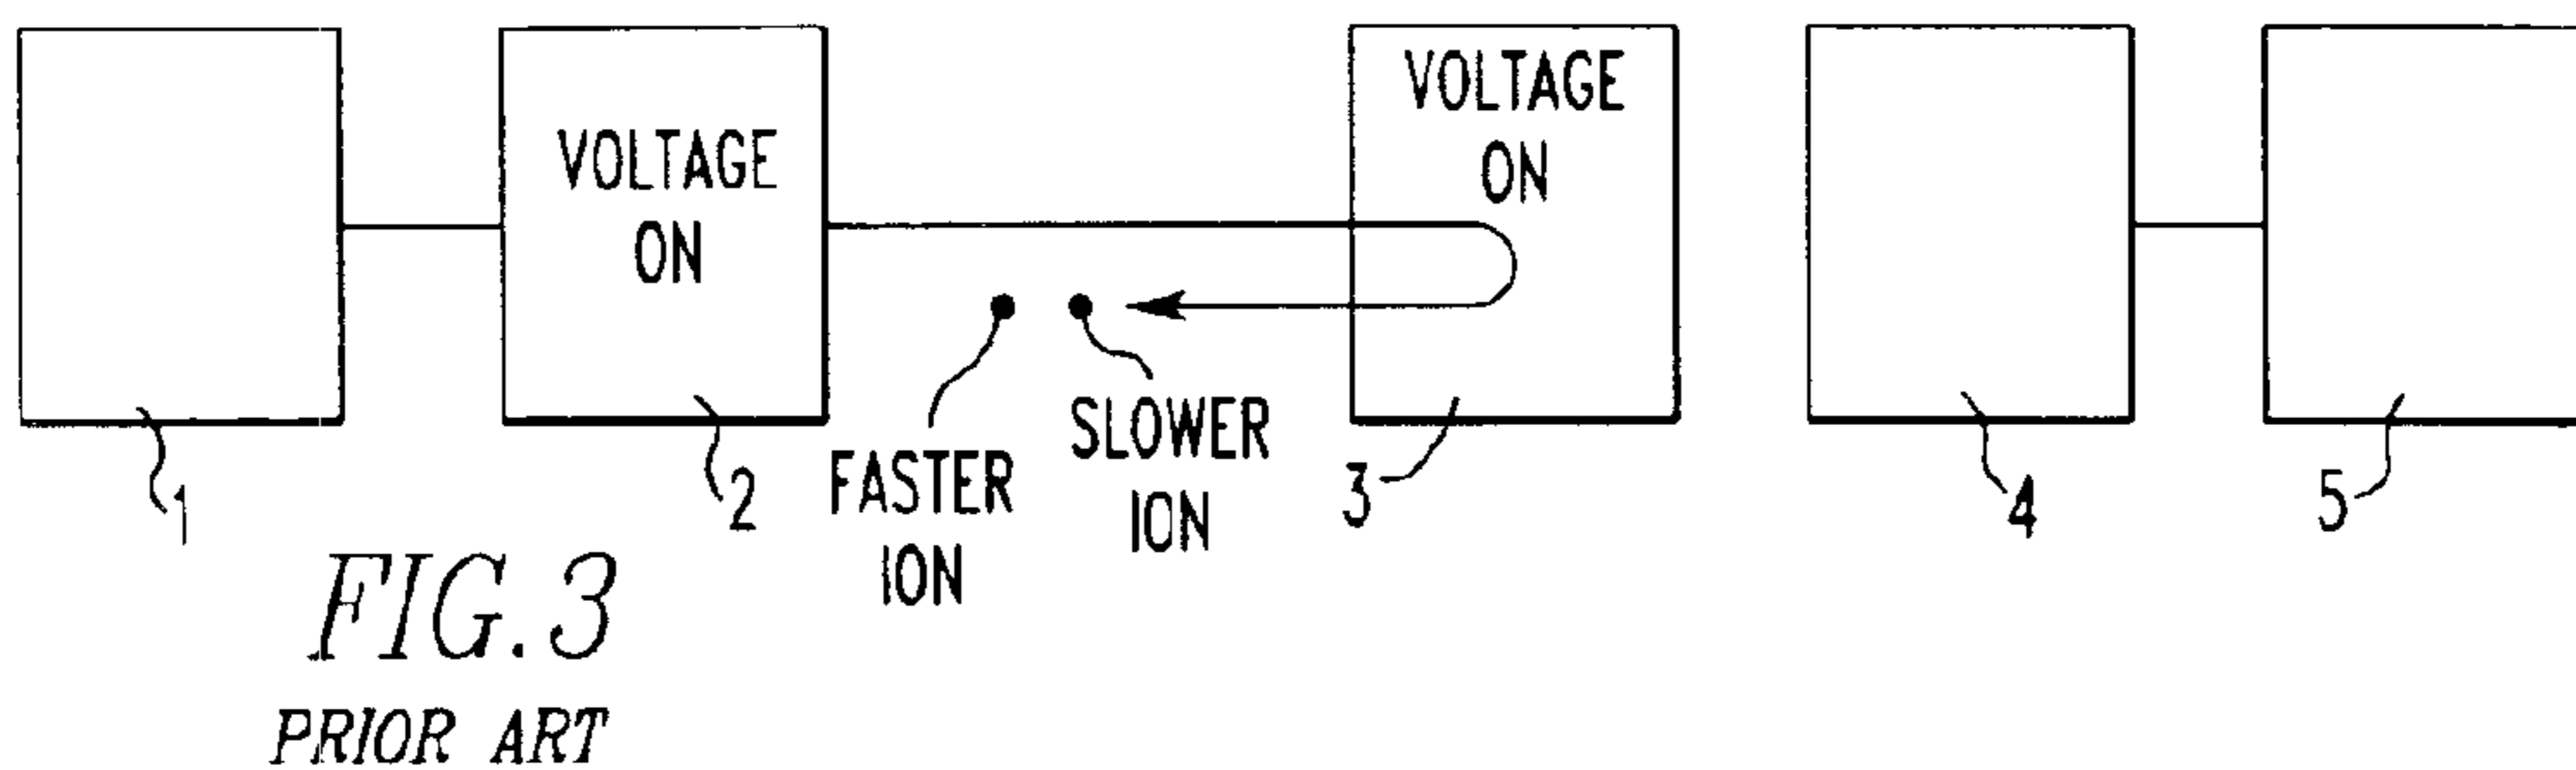 VOLTAGE
ON
VOLTAGE
ON
FASTER
ION
SLOWER
ION
1
2
3
4
5
FIG. 3
PRIOR ART